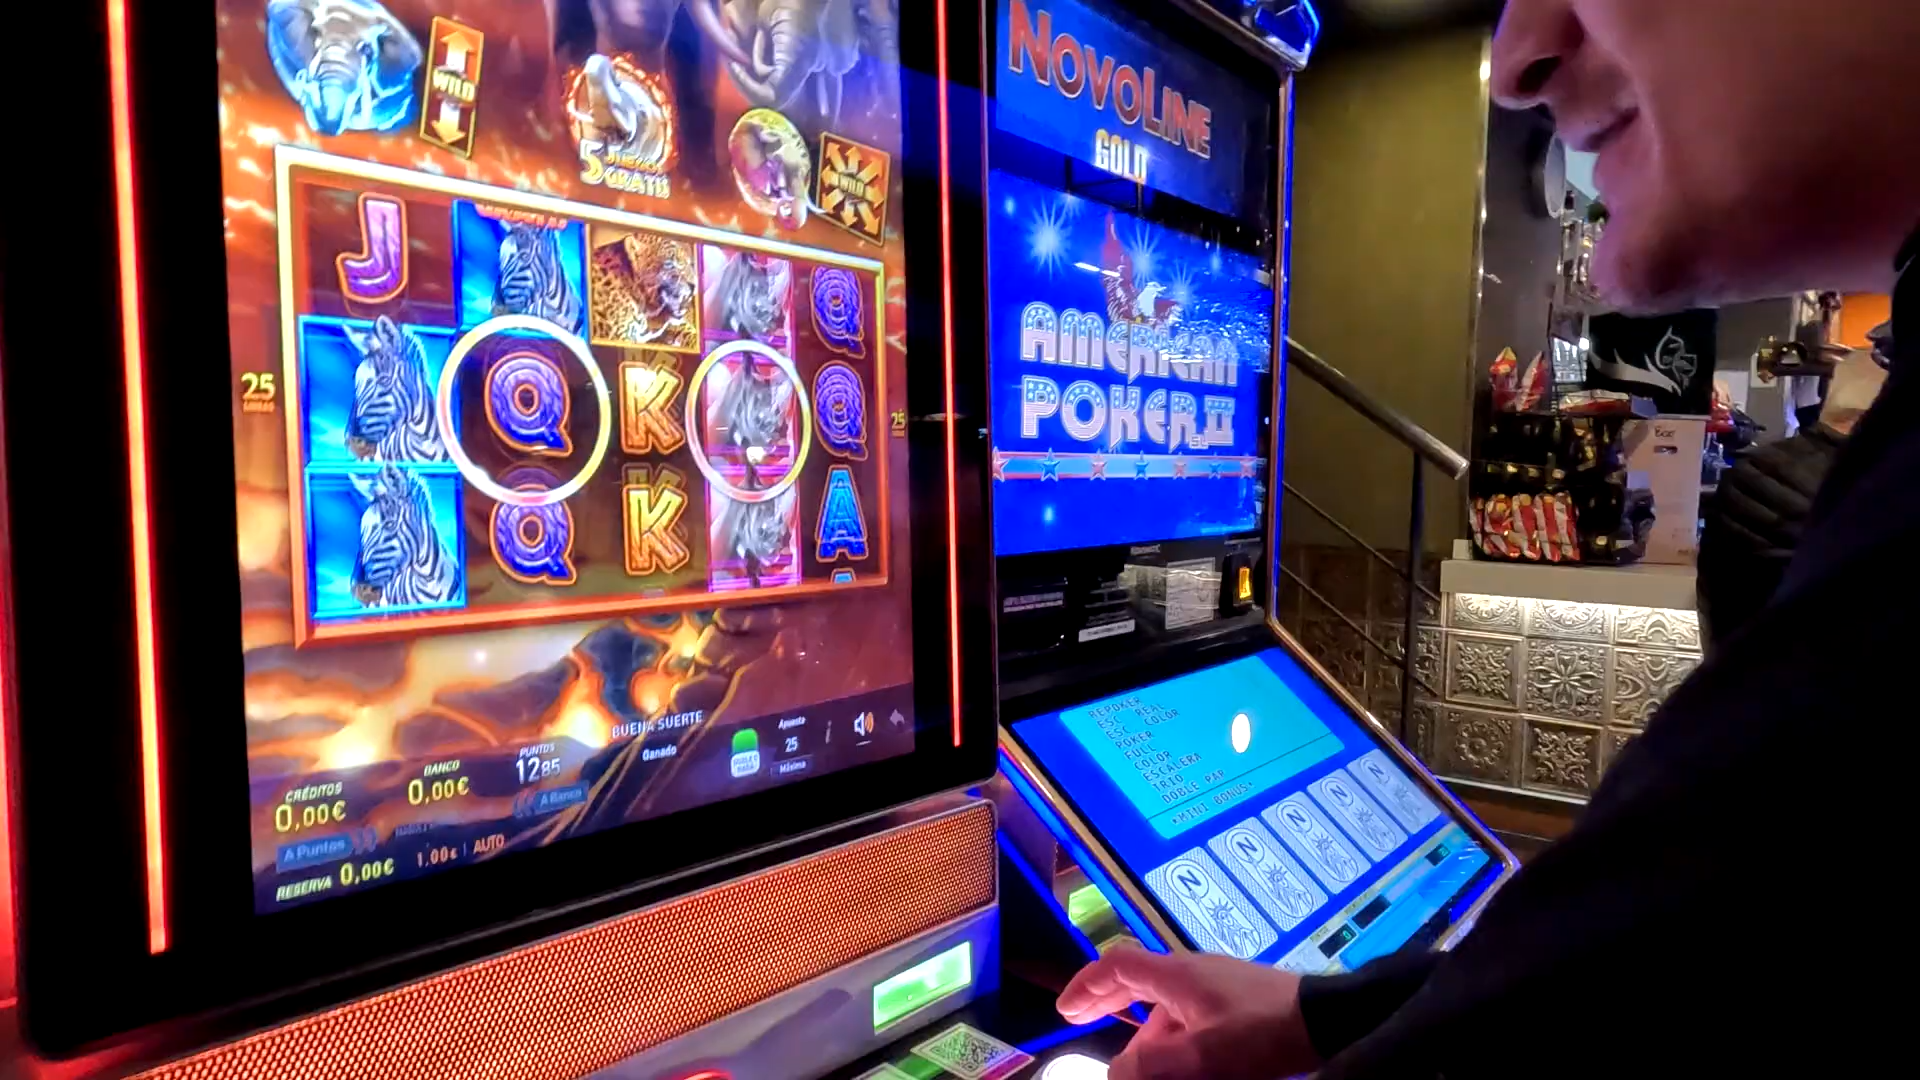 WILD
5 JUEGOS
GRATIS
WILD
J
Q
Q
K
Q
Q
K
A
25
LÍNEAS
25
BUENA SUERTE
Ganado
Apuesta
25
Máxima
CRÉDITOS
0,00€
BANCO
0,00€
PUNTOS
1285
A Puntos
A Banco
RESERVA 0,00€
1.00€ | AUTO
NOVOLINE
GOLD
AMERICAN
POKER II
REPOKER
ESC REAL
ESC COLOR
POKER
FULL
COLOR
ESCALERA
TRIO
DOBLE PAR
*MINI BONUS*
N
N
N
N
N